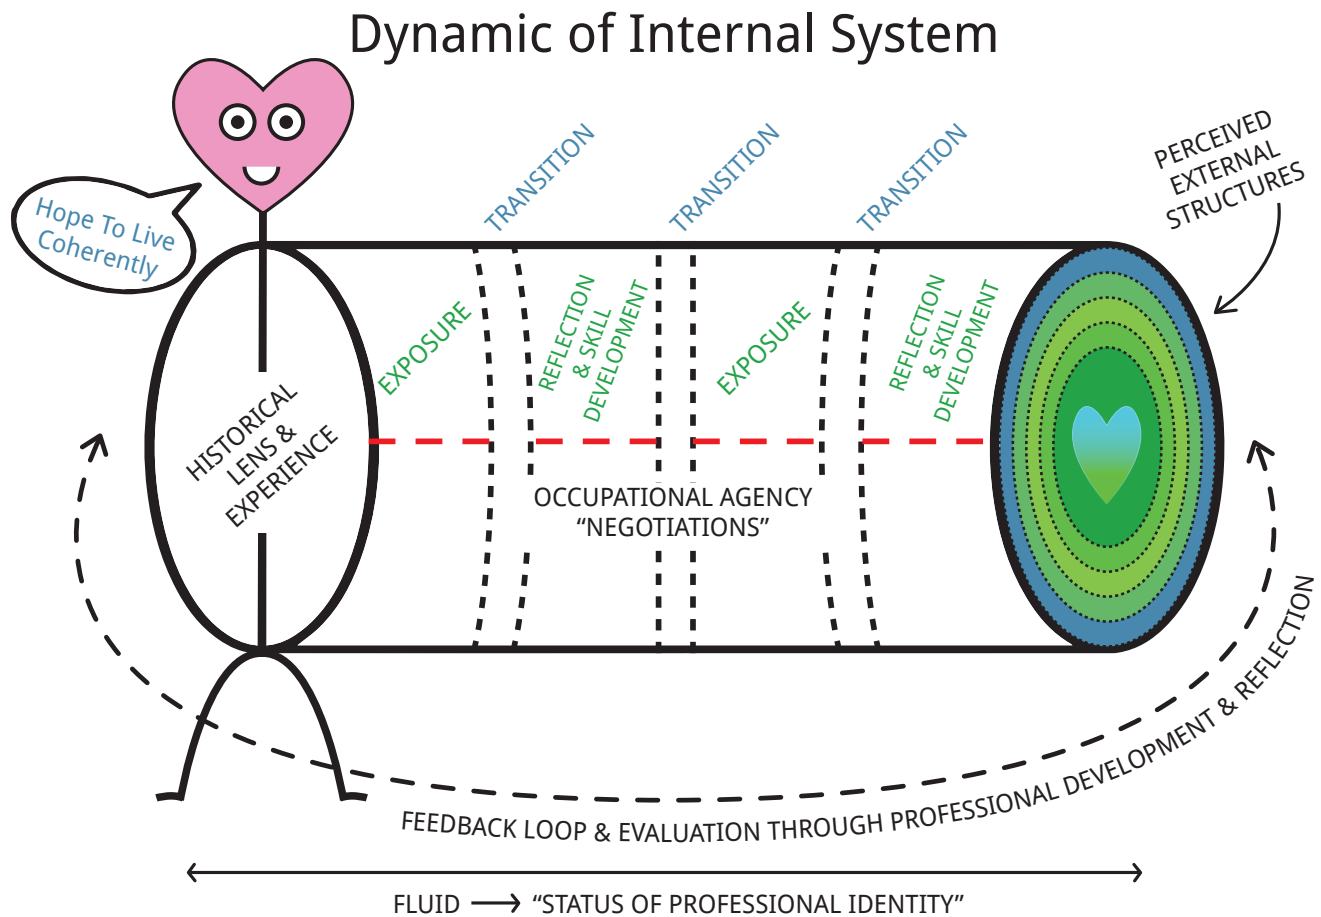 Dynamic of Internal System
Hope To Live
Coherently
TRANSITION
TRANSITION
TRANSITION
PERCEIVED
EXTERNAL
STRUCTURES
HISTORICAL
LENS &
EXPERIENCE
EXPOSURE
REFLECTION
& SKILL
DEVELOPMENT
EXPOSURE
REFLECTION
& SKILL
DEVELOPMENT
OCCUPATIONAL AGENCY
“NEGOTIATIONS”
FEEDBACK LOOP & EVALUATION THROUGH PROFESSIONAL DEVELOPMENT & REFLECTION
FLUID → “STATUS OF PROFESSIONAL IDENTITY”